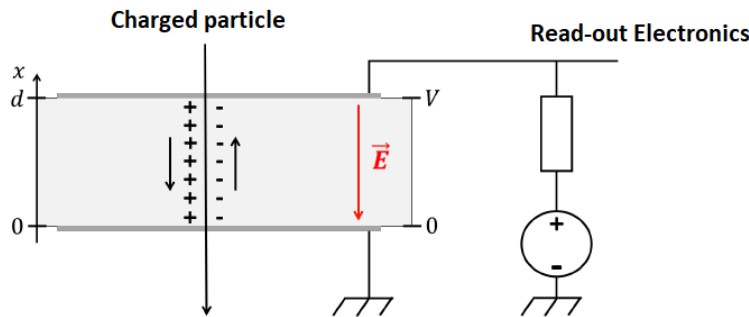 Charged particle
Read-out Electronics
x
d
V
+ -
+ -
+ -
+ -
+ -
+ -
+ -
E⃗
0
0
+
-